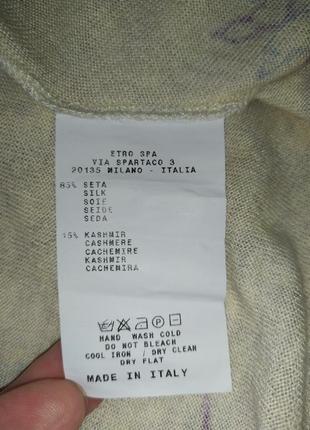 ETRO SPA
VIA SPARTACO 3
20135 MILANO - ITALIA
85% SETA
SILK
SOIE
SEIDE
SEDA
15% KASHMIR
CASHMERE
CACHEMIRE
KASHMIR
CACHEMIRA
HAND WASH COLD
DO NOT BLEACH
COOL IRON / DRY CLEAN
DRY FLAT
MADE IN ITALY